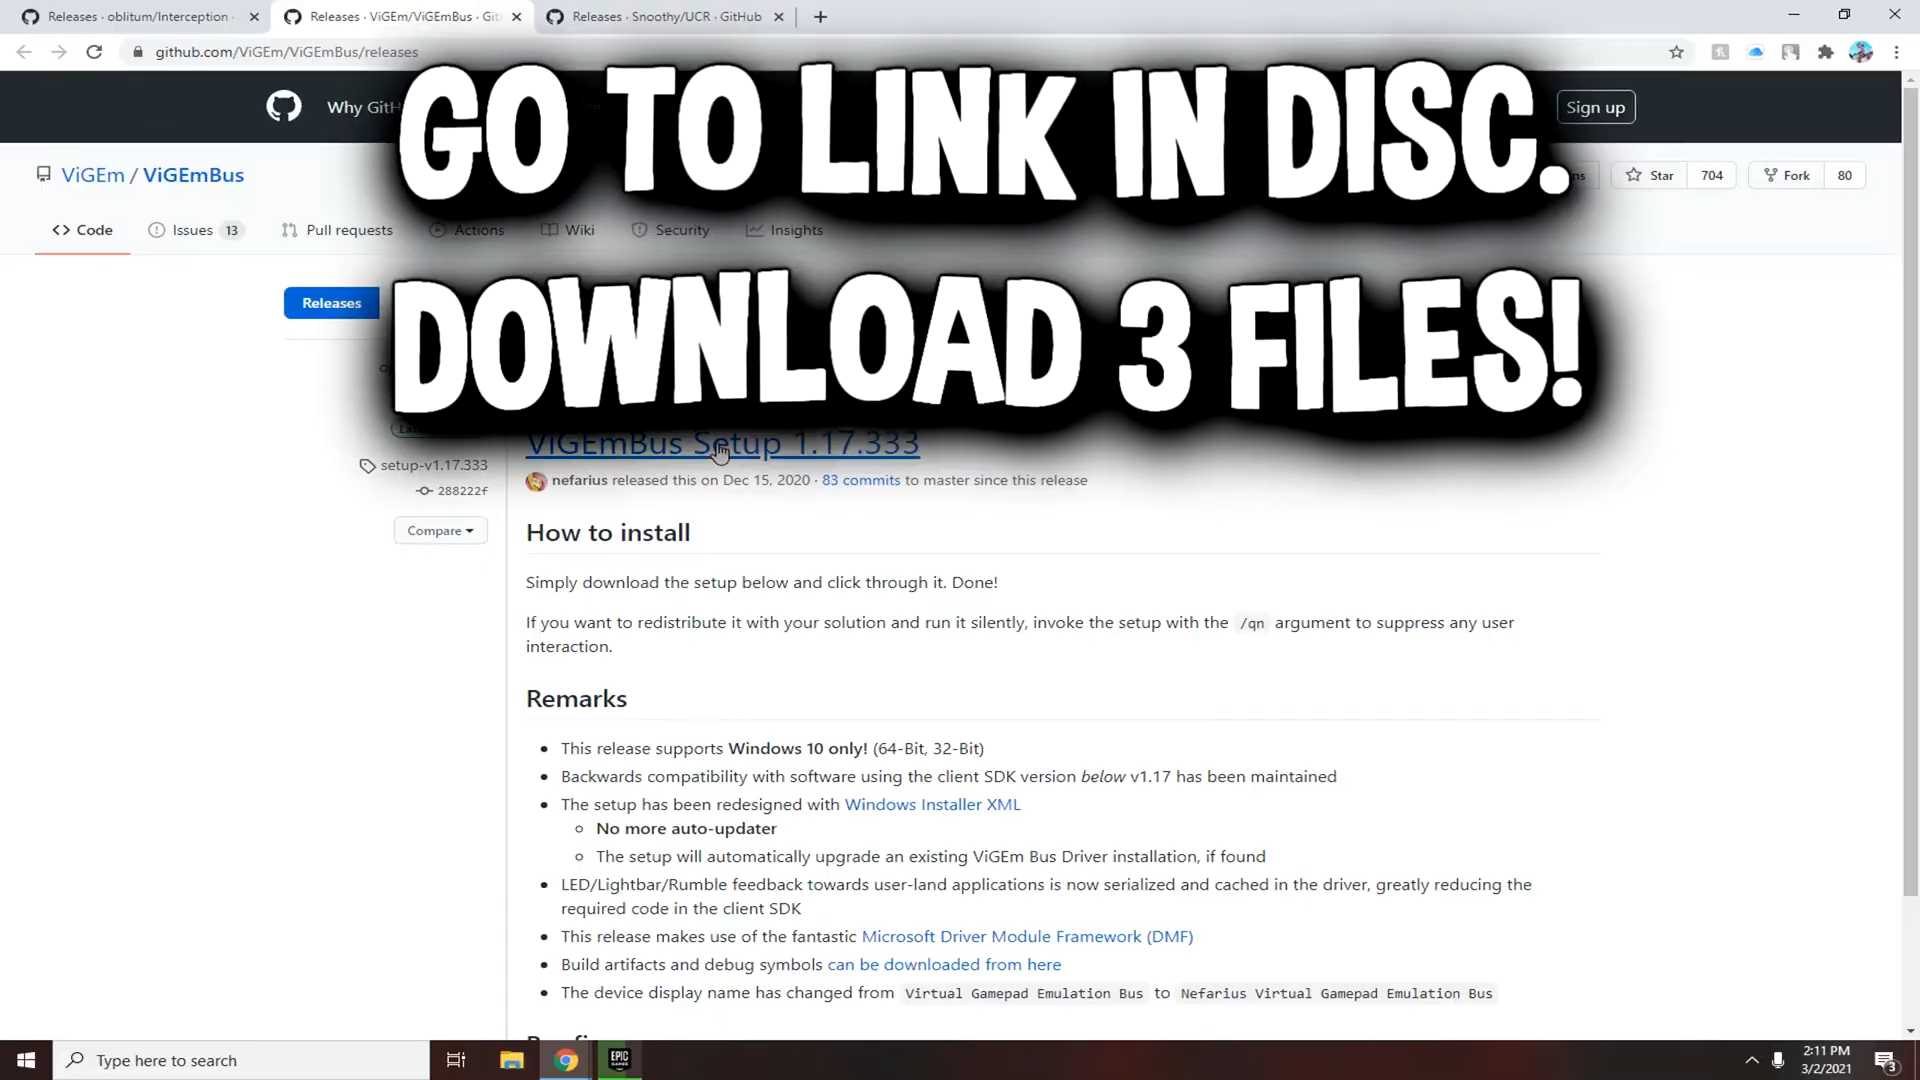 Releases · oblitum/Interception
Releases · ViGEm/ViGEmBus · Git
Releases · Snoothy/UCR · GitHub
github.com/ViGEm/ViGEmBus/releases
Why GitH
Sign up
GO TO LINK IN DISC.
DOWNLOAD 3 FILES!
ViGEm / ViGEmBus
Star 704
Fork 80
Code
Issues 13
Pull requests
Actions
Wiki
Security
Insights
Releases
ViGEmBus Setup 1.17.333
setup-v1.17.333
288222f
Compare
nefarius released this on Dec 15, 2020 · 83 commits to master since this release
How to install
Simply download the setup below and click through it. Done!
If you want to redistribute it with your solution and run it silently, invoke the setup with the /qn argument to suppress any user
interaction.
Remarks
This release supports Windows 10 only! (64-Bit, 32-Bit)
Backwards compatibility with software using the client SDK version below v1.17 has been maintained
The setup has been redesigned with Windows Installer XML
No more auto-updater
The setup will automatically upgrade an existing ViGEm Bus Driver installation, if found
LED/Lightbar/Rumble feedback towards user-land applications is now serialized and cached in the driver, greatly reducing the
required code in the client SDK
This release makes use of the fantastic Microsoft Driver Module Framework (DMF)
Build artifacts and debug symbols can be downloaded from here
The device display name has changed from Virtual Gamepad Emulation Bus to Nefarius Virtual Gamepad Emulation Bus
Type here to search
EPIC GAMES
2:11 PM
3/2/2021
3